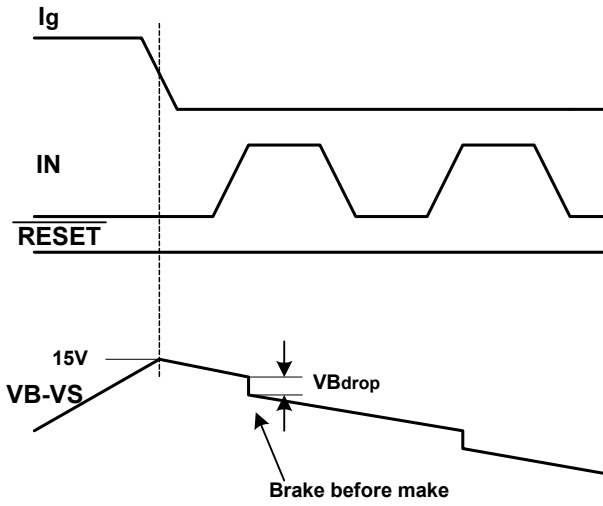 Ig
IN
RESET
15V
VB-VS
VBdrop
Brake before make